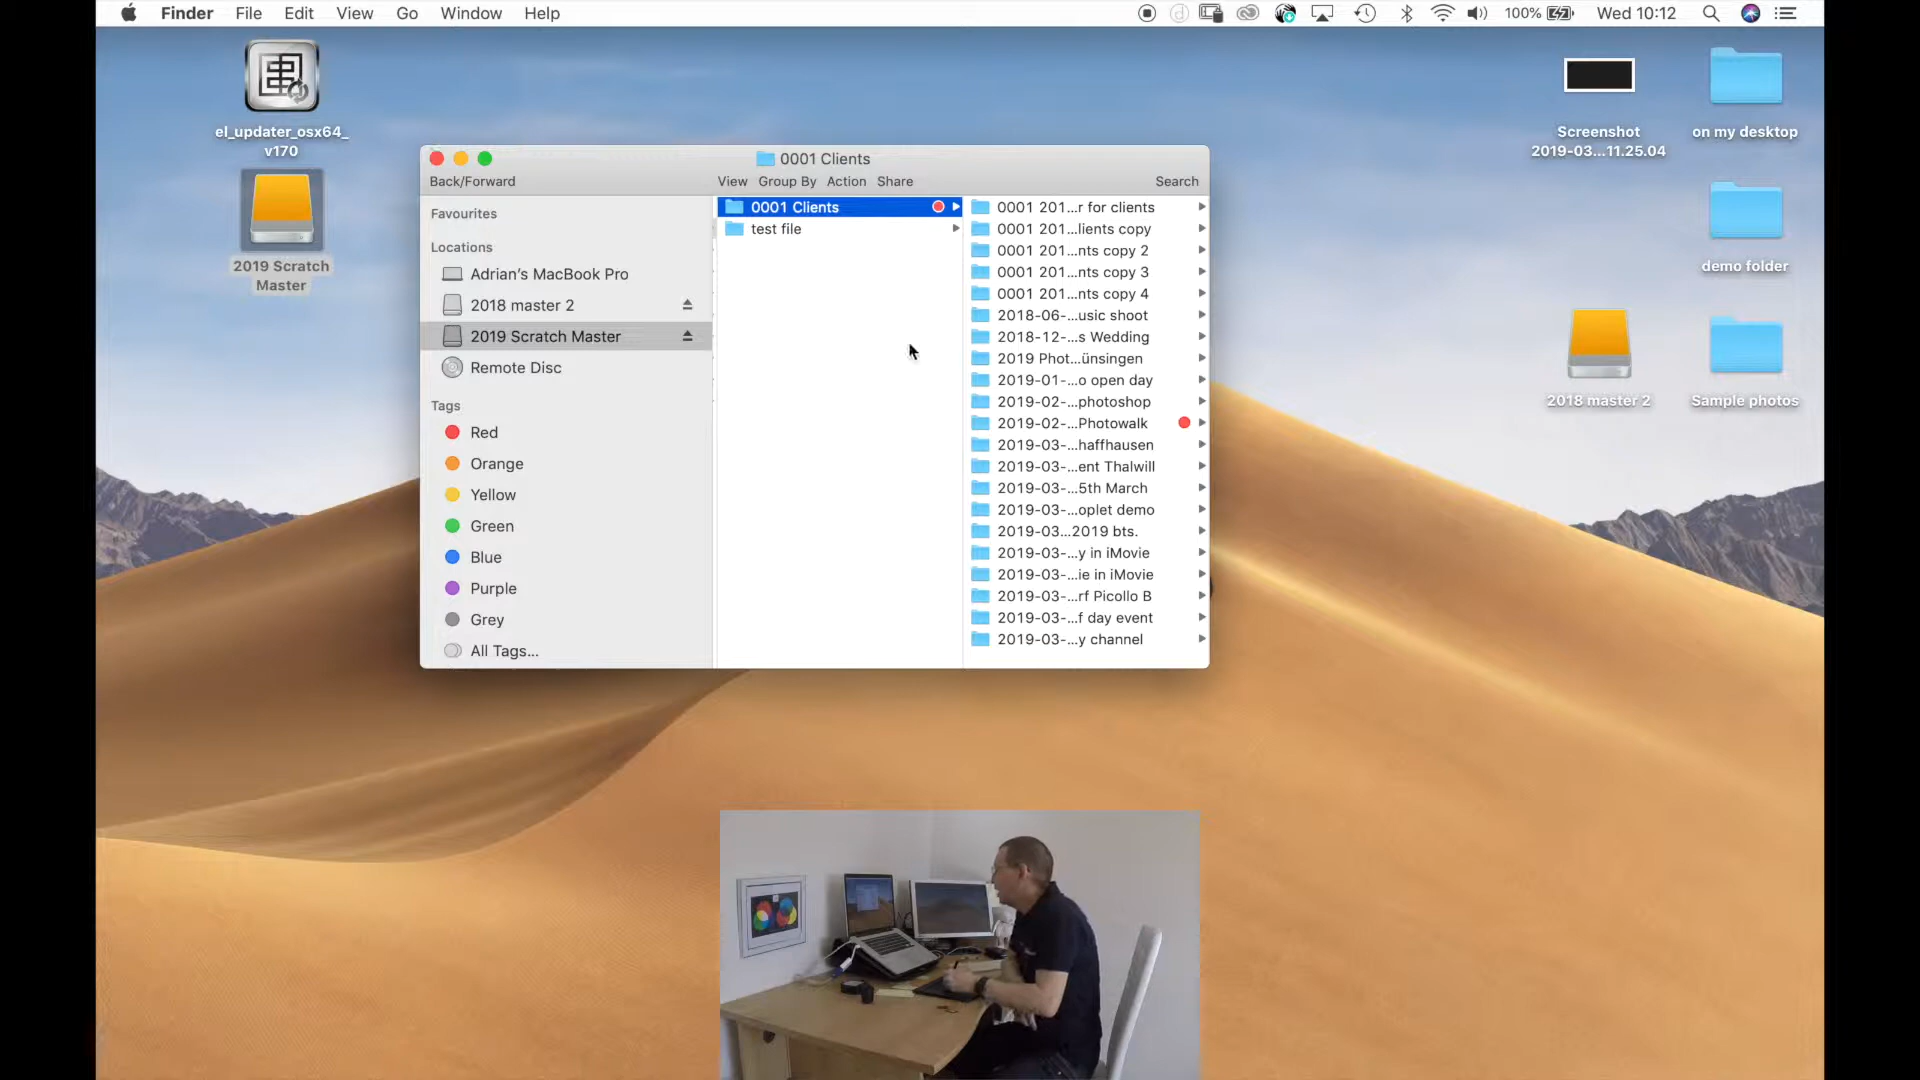 Finder File Edit View Go Window Help 100% Wed 10:12
el_updater_osx64_
v170
2019 Scratch
Master
Screenshot
2019-03...11.25.04
on my desktop
demo folder
2018 master 2
Sample photos
0001 Clients
Back/Forward View Group By Action Share Search
Favourites
Locations
Adrian’s MacBook Pro
2018 master 2
2019 Scratch Master
Remote Disc
Tags
Red
Orange
Yellow
Green
Blue
Purple
Grey
All Tags...
0001 Clients
test file
0001 201...r for clients
0001 201...lients copy
0001 201...nts copy 2
0001 201...nts copy 3
0001 201...nts copy 4
2018-06-...usic shoot
2018-12-...s Wedding
2019 Phot...ünsingen
2019-01-...o open day
2019-02-...photoshop
2019-02-...Photowalk
2019-03-...haffhausen
2019-03-...ent Thalwill
2019-03-...5th March
2019-03-...oplet demo
2019-03...2019 bts.
2019-03-...y in iMovie
2019-03-...ie in iMovie
2019-03-...rf Picollo B
2019-03-...f day event
2019-03-...y channel